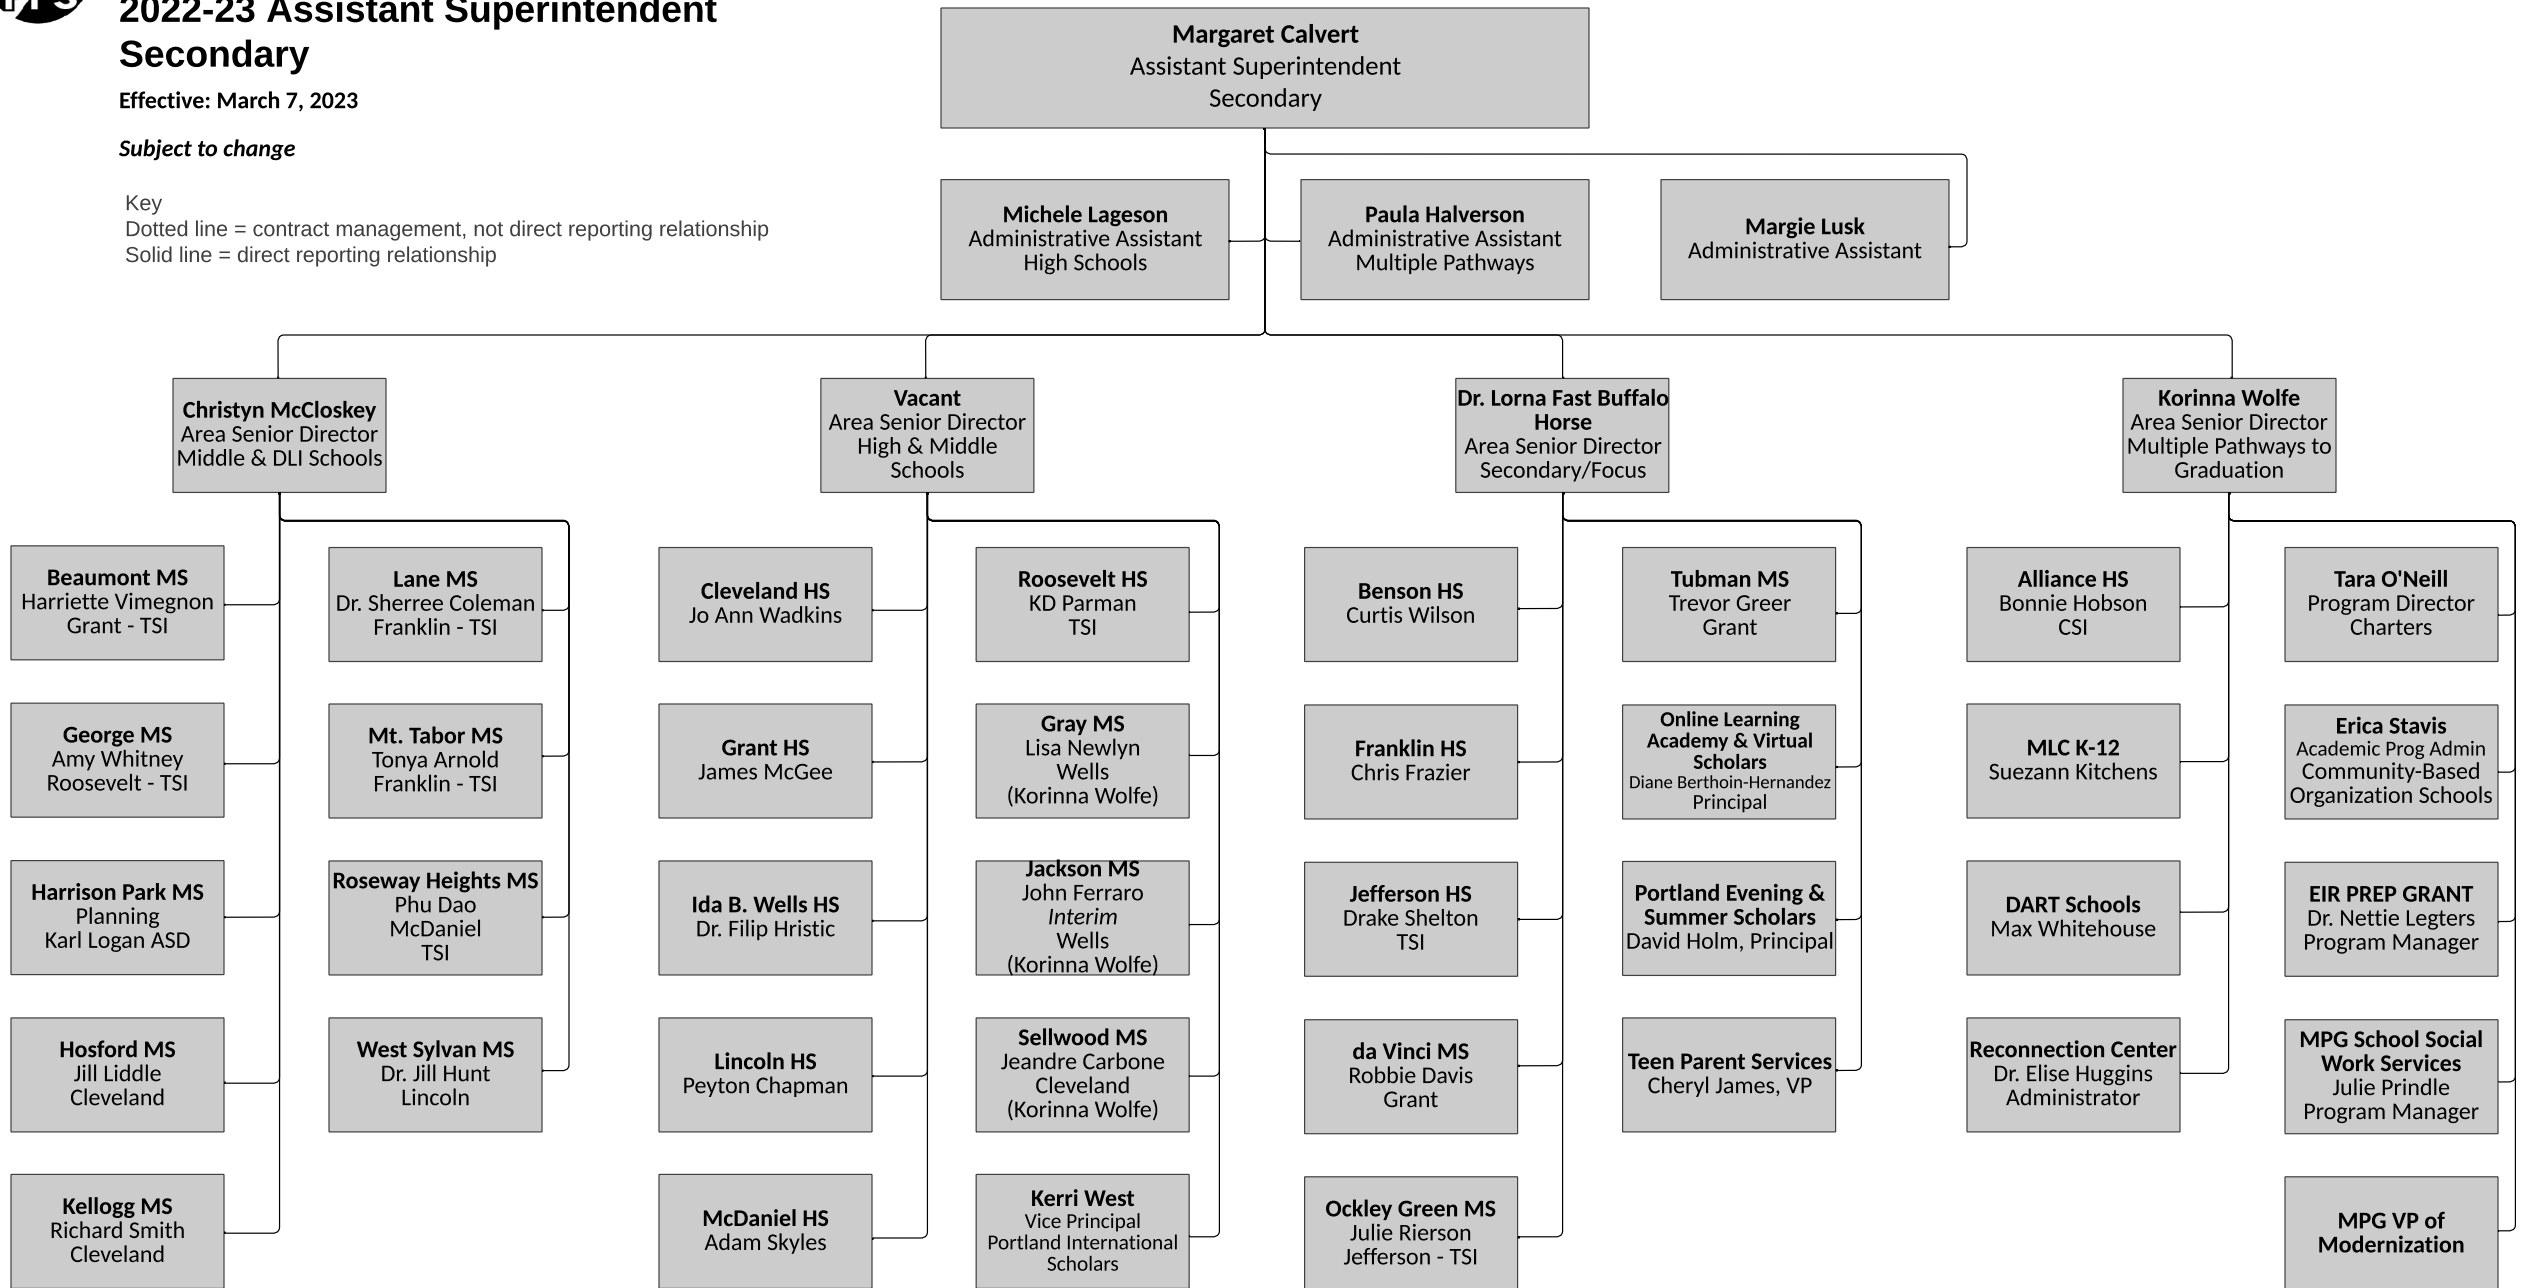 2022-23 Assistant Superintendent
Secondary
Effective: March 7, 2023
Subject to change
Key
Dotted line = contract management, not direct reporting relationship
Solid line = direct reporting relationship
Margaret Calvert
Assistant Superintendent
Secondary
Michele Lageson
Administrative Assistant
High Schools
Paula Halverson
Administrative Assistant
Multiple Pathways
Margie Lusk
Administrative Assistant
Christyn McCloskey
Area Senior Director
Middle & DLI Schools
Vacant
Area Senior Director
High & Middle
Schools
Dr. Lorna Fast Buffalo
Horse
Area Senior Director
Secondary/Focus
Korinna Wolfe
Area Senior Director
Multiple Pathways to
Graduation
Beaumont MS
Harriette Vimegnon
Grant - TSI
Lane MS
Dr. Sherree Coleman
Franklin - TSI
Cleveland HS
Jo Ann Wadkins
Roosevelt HS
KD Parman
TSI
Benson HS
Curtis Wilson
Tubman MS
Trevor Greer
Grant
Alliance HS
Bonnie Hobson
CSI
Tara O'Neill
Program Director
Charters
George MS
Amy Whitney
Roosevelt - TSI
Mt. Tabor MS
Tonya Arnold
Franklin - TSI
Grant HS
James McGee
Gray MS
Lisa Newlyn
Wells
(Korinna Wolfe)
Franklin HS
Chris Frazier
Online Learning
Academy & Virtual
Scholars
Diane Berthoin-Hernandez
Principal
MLC K-12
Suezann Kitchens
Erica Stavis
Academic Prog Admin
Community-Based
Organization Schools
Harrison Park MS
Planning
Karl Logan ASD
Roseway Heights MS
Phu Dao
McDaniel
TSI
Ida B. Wells HS
Dr. Filip Hristic
Jackson MS
John Ferraro
Interim
Wells
(Korinna Wolfe)
Jefferson HS
Drake Shelton
TSI
Portland Evening &
Summer Scholars
David Holm, Principal
DART Schools
Max Whitehouse
EIR PREP GRANT
Dr. Nettie Legters
Program Manager
Hosford MS
Jill Liddle
Cleveland
West Sylvan MS
Dr. Jill Hunt
Lincoln
Lincoln HS
Peyton Chapman
Sellwood MS
Jeandre Carbone
Cleveland
(Korinna Wolfe)
da Vinci MS
Robbie Davis
Grant
Teen Parent Services
Cheryl James, VP
Reconnection Center
Dr. Elise Huggins
Administrator
MPG School Social
Work Services
Julie Prindle
Program Manager
Kellogg MS
Richard Smith
Cleveland
McDaniel HS
Adam Skyles
Kerri West
Vice Principal
Portland International
Scholars
Ockley Green MS
Julie Rierson
Jefferson - TSI
MPG VP of
Modernization